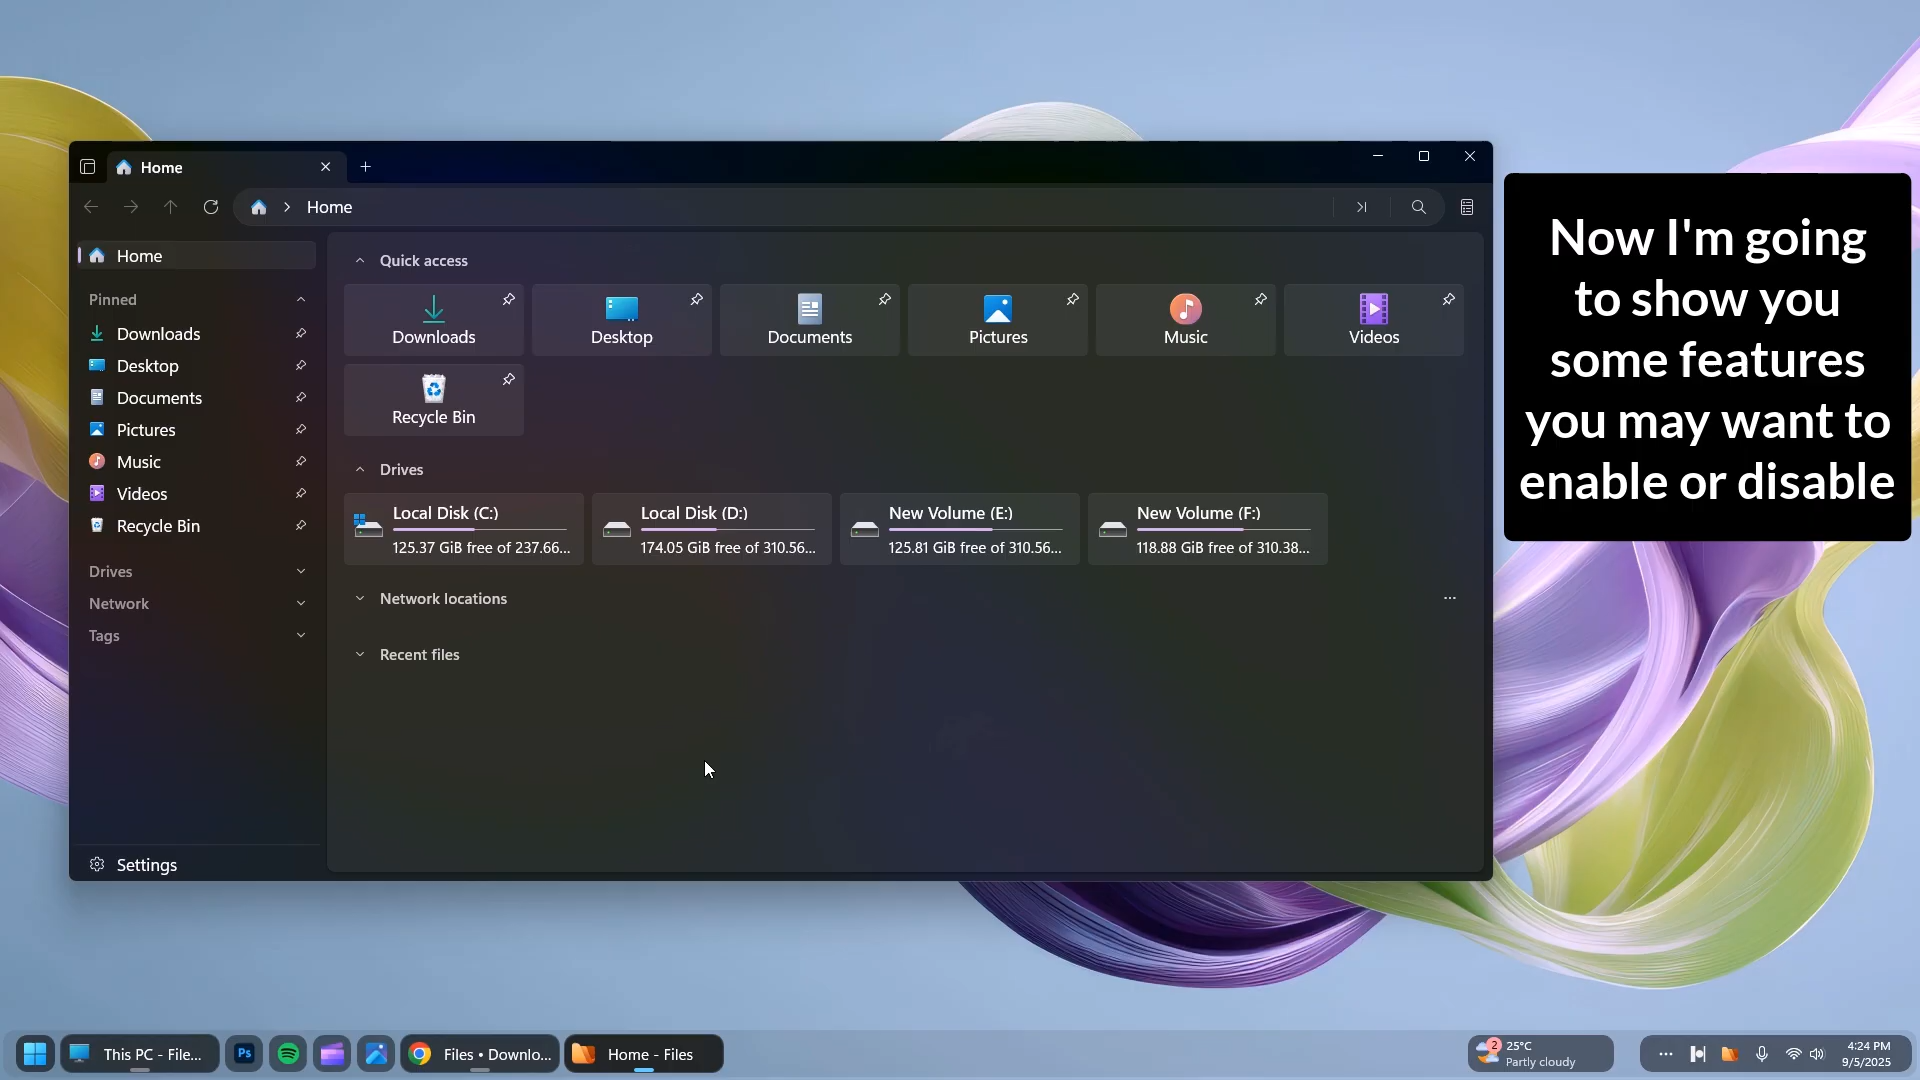 Home
Home
Home
Pinned
Downloads
Desktop
Documents
Pictures
Music
Videos
Recycle Bin
Drives
Network
Tags
Settings
Quick access
Downloads
Desktop
Documents
Pictures
Music
Videos
Recycle Bin
Drives
Local Disk (C:)
125.37 GiB free of 237.66...
Local Disk (D:)
174.05 GiB free of 310.56...
New Volume (E:)
125.81 GiB free of 310.56...
New Volume (F:)
118.88 GiB free of 310.38...
Network locations
Recent files
Now I'm going
to show you
some features
you may want to
enable or disable
This PC - File...
Ps
Files • Downlo...
Home - Files
2
25°C
Partly cloudy
4:24 PM
9/5/2025